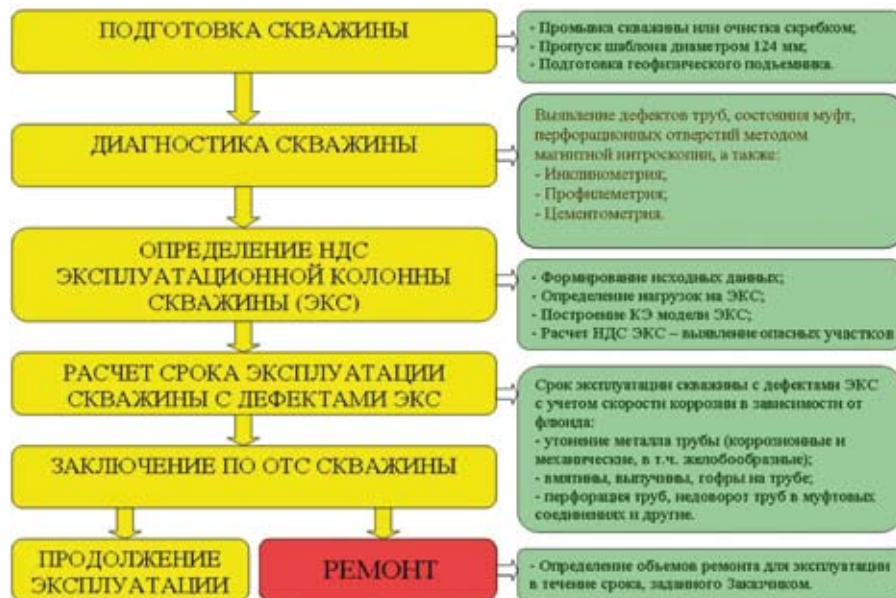 ПОДГОТОВКА СКВАЖИНЫ
- Промывка скважины или очистка скребком;
- Пропуск шаблона диаметром 124 мм;
- Подготовка геофизического подъемника.
ДИАГНОСТИКА СКВАЖИНЫ
Выявление дефектов труб, состояния муфт,
перфорационных отверстий методом
магнитной интроскопии, а также:
- Инклинометрия;
- Профилеметрия;
- Цементометрия.
ОПРЕДЕЛЕНИЕ НДС
ЭКСПЛУАТАЦИОННОЙ КОЛОННЫ
СКВАЖИНЫ (ЭКС)
- Формирование исходных данных;
- Определение нагрузок на ЭКС;
- Построение КЭ модели ЭКС;
- Расчет НДС ЭКС – выявление опасных участков
РАСЧЕТ СРОКА ЭКСПЛУАТАЦИИ
СКВАЖИНЫ С ДЕФЕКТАМИ ЭКС
Срок эксплуатации скважины с дефектами ЭКС
с учетом скорости коррозии в зависимости от
флюида:
- утонение металла трубы (коррозионные и
механические, в т.ч. желобообразные);
- вмятины, выпучины, гофры на трубе;
- перфорация труб, недоворот труб в муфтовых
соединениях и другие.
ЗАКЛЮЧЕНИЕ ПО ОТС СКВАЖИНЫ
ПРОДОЛЖЕНИЕ
ЭКСПЛУАТАЦИИ
РЕМОНТ
- Определение объемов ремонта для эксплуатации
в течение срока, заданного Заказчиком.